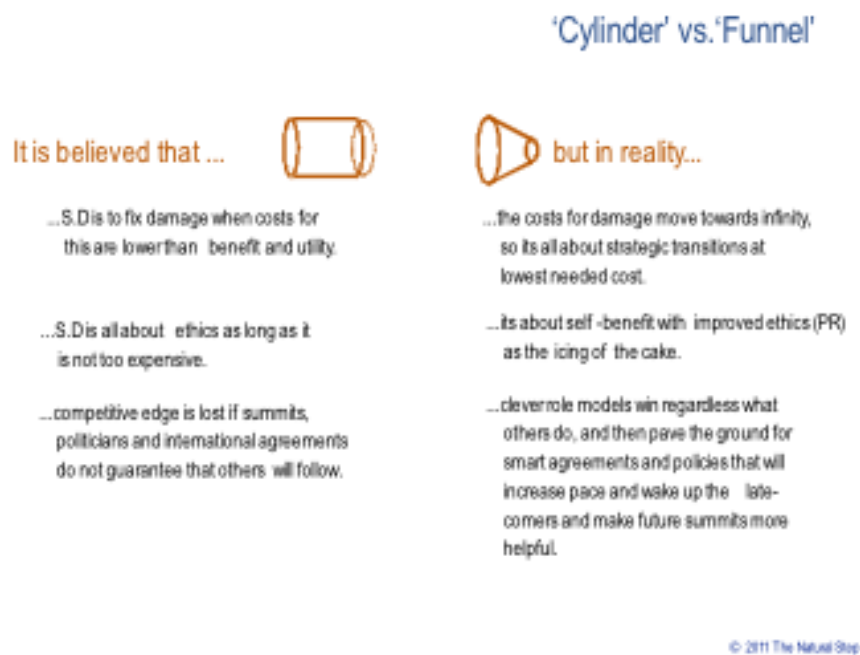 ‘Cylinder’ vs.‘Funnel’
It is believed that ...
...S.D is to fix damage when costs for
this are lower than benefit and utility.
...S.D is all about ethics as long as it
is not too expensive.
...competitive edge is lost if summits,
politicians and international agreements
do not guarantee that others will follow.
but in reality...
...the costs for damage move towards infinity,
so its all about strategic transitions at
lowest needed cost.
...its about self -benefit with improved ethics (PR)
as the icing of the cake.
...clever role models win regardless what
others do, and then pave the ground for
smart agreements and policies that will
increase pace and wake up the late-
comers and make future summits more
helpful.
© 2011 The Natural Step